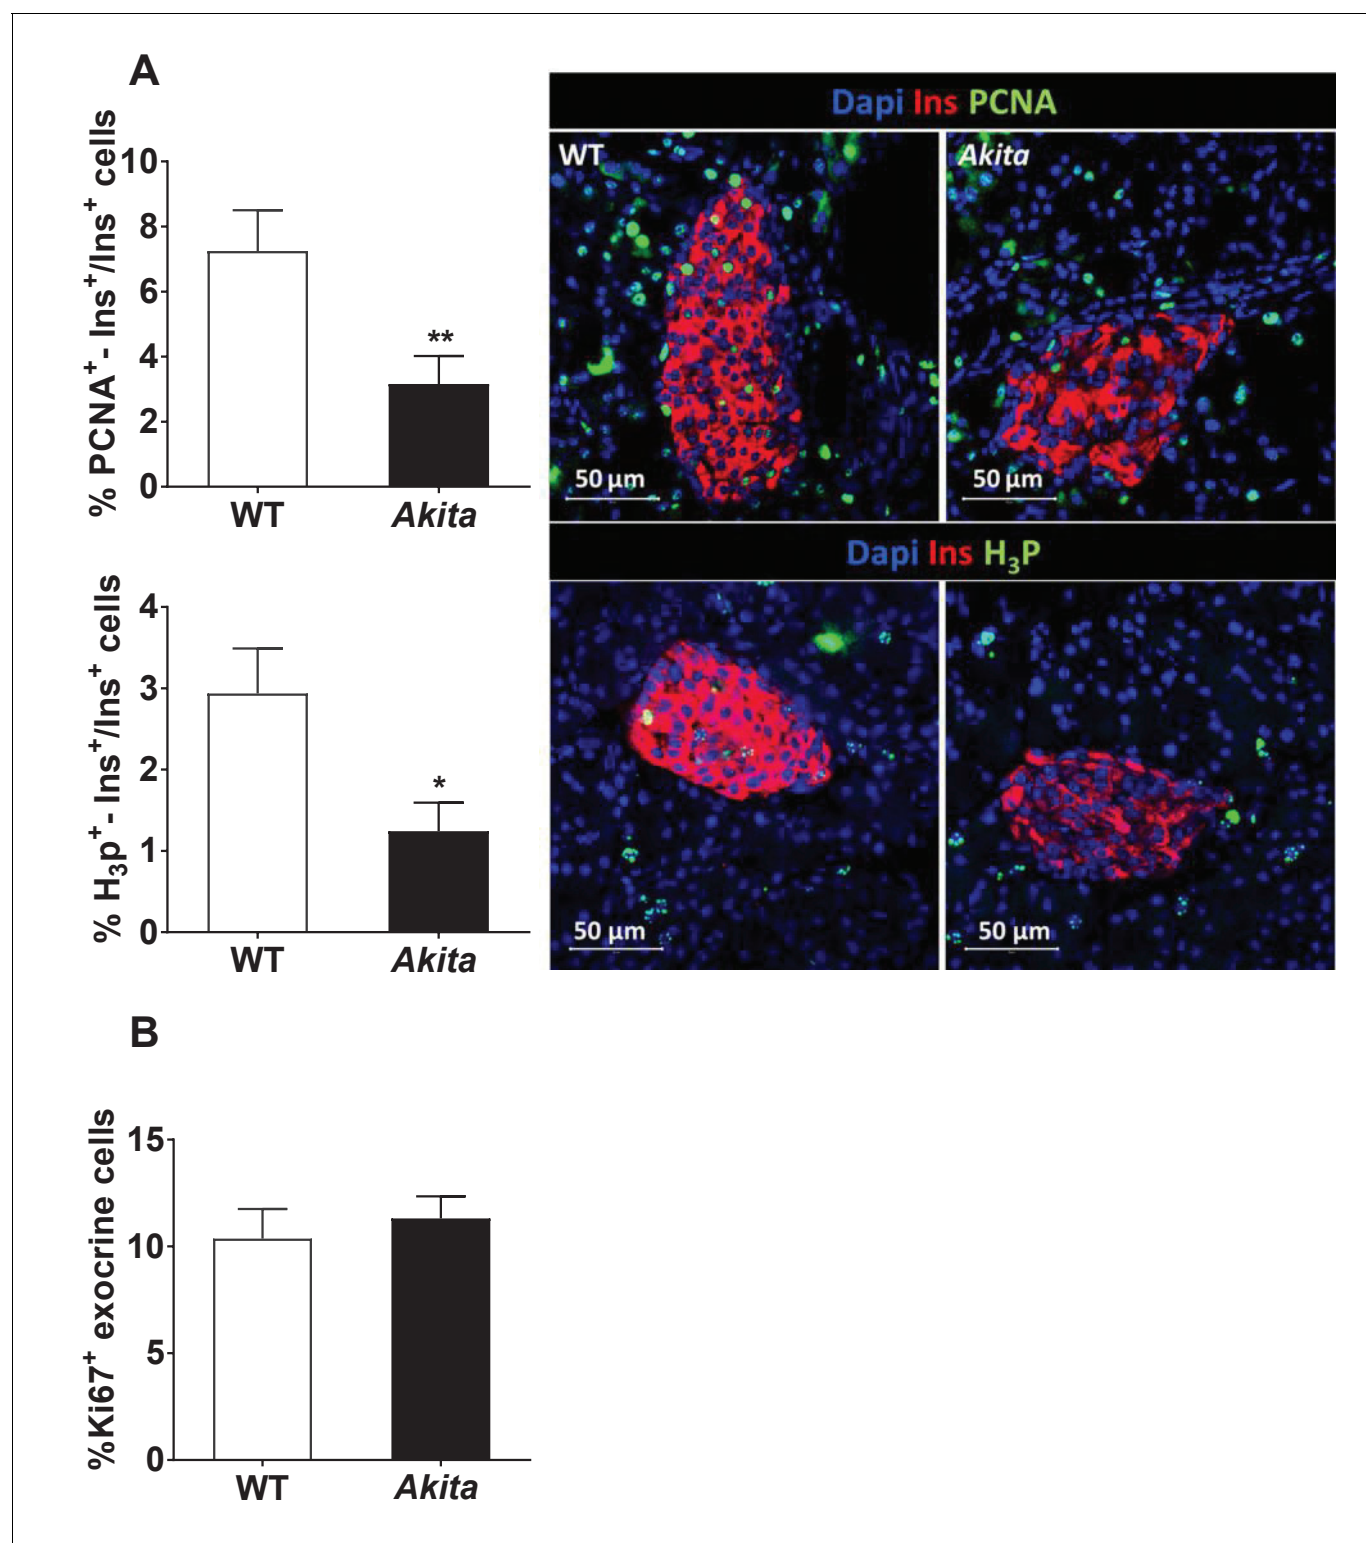 A
% PCNA⁺ - Ins⁺/Ins⁺ cells
10
8
6
4
2
0
**
WT
Akita
Dapi Ins PCNA
WT
Akita
50 µm
50 µm
% H₃p⁺ - Ins⁺/Ins⁺ cells
4
3
2
1
0
*
WT
Akita
Dapi Ins H₃P
50 µm
50 µm
B
%Ki67⁺ exocrine cells
15
10
5
0
WT
Akita